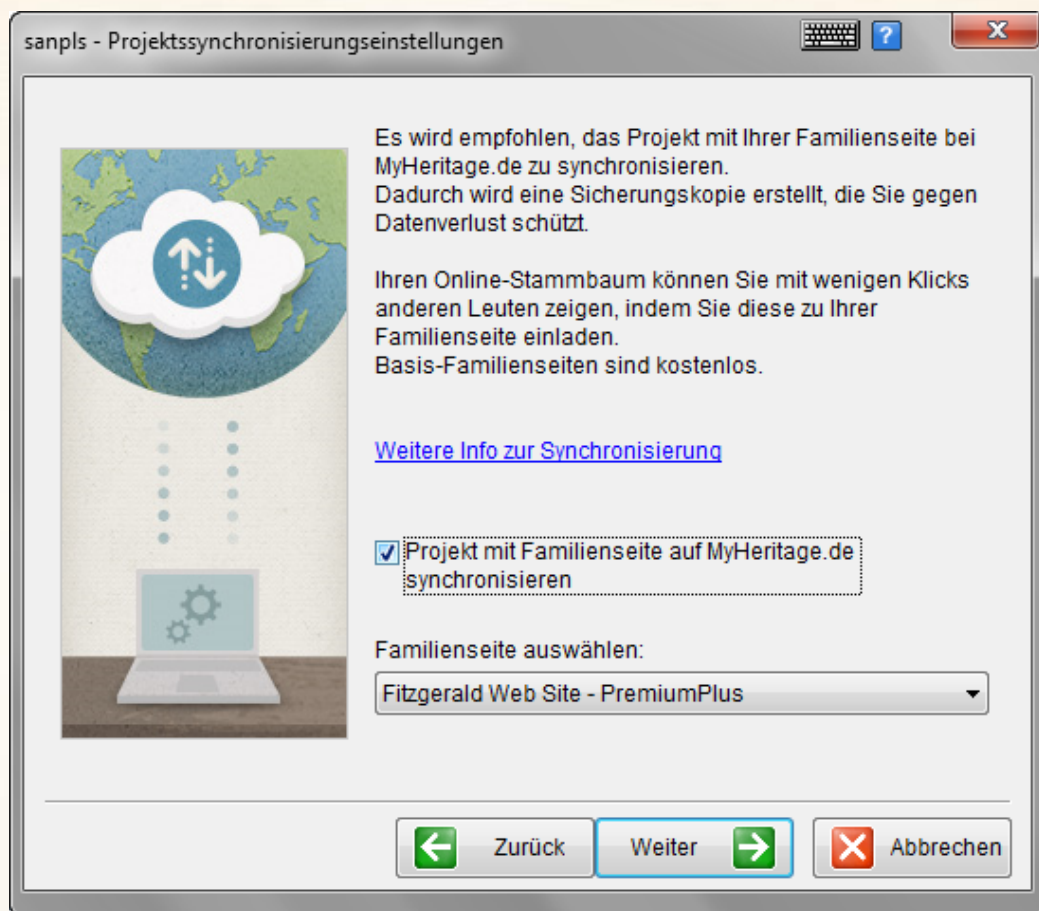 sanpls - Projektssynchronisierungseinstellungen
?
X
Es wird empfohlen, das Projekt mit Ihrer Familienseite bei
MyHeritage.de zu synchronisieren.
Dadurch wird eine Sicherungskopie erstellt, die Sie gegen
Datenverlust schützt.
Ihren Online-Stammbaum können Sie mit wenigen Klicks
anderen Leuten zeigen, indem Sie diese zu Ihrer
Familienseite einladen.
Basis-Familienseiten sind kostenlos.
Weitere Info zur Synchronisierung
Projekt mit Familienseite auf MyHeritage.de
synchronisieren
Familienseite auswählen:
Fitzgerald Web Site - PremiumPlus
Zurück
Weiter
Abbrechen